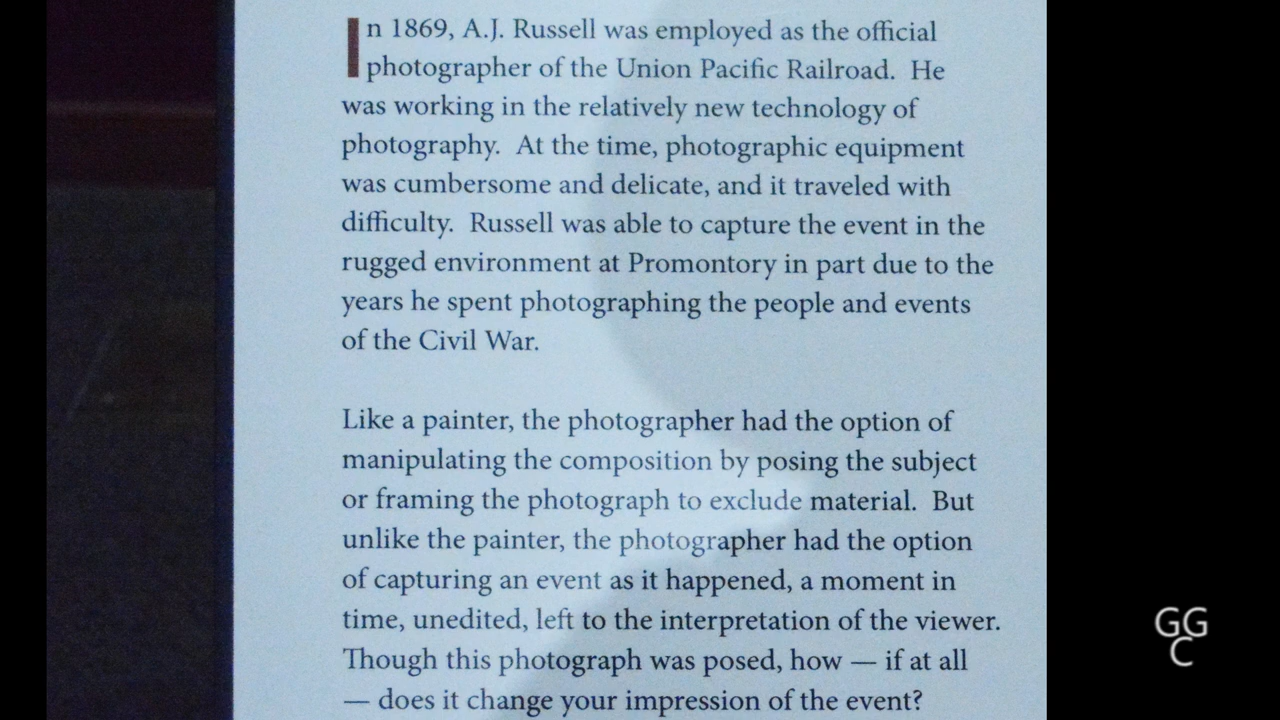 In 1869, A.J. Russell was employed as the official
photographer of the Union Pacific Railroad.  He
was working in the relatively new technology of
photography.  At the time, photographic equipment
was cumbersome and delicate, and it traveled with
difficulty.  Russell was able to capture the event in the
rugged environment at Promontory in part due to the
years he spent photographing the people and events
of the Civil War.

Like a painter, the photographer had the option of
manipulating the composition by posing the subject
or framing the photograph to exclude material.  But
unlike the painter, the photographer had the option
of capturing an event as it happened, a moment in
time, unedited, left to the interpretation of the viewer.
Though this photograph was posed, how — if at all
— does it change your impression of the event?
GG
C